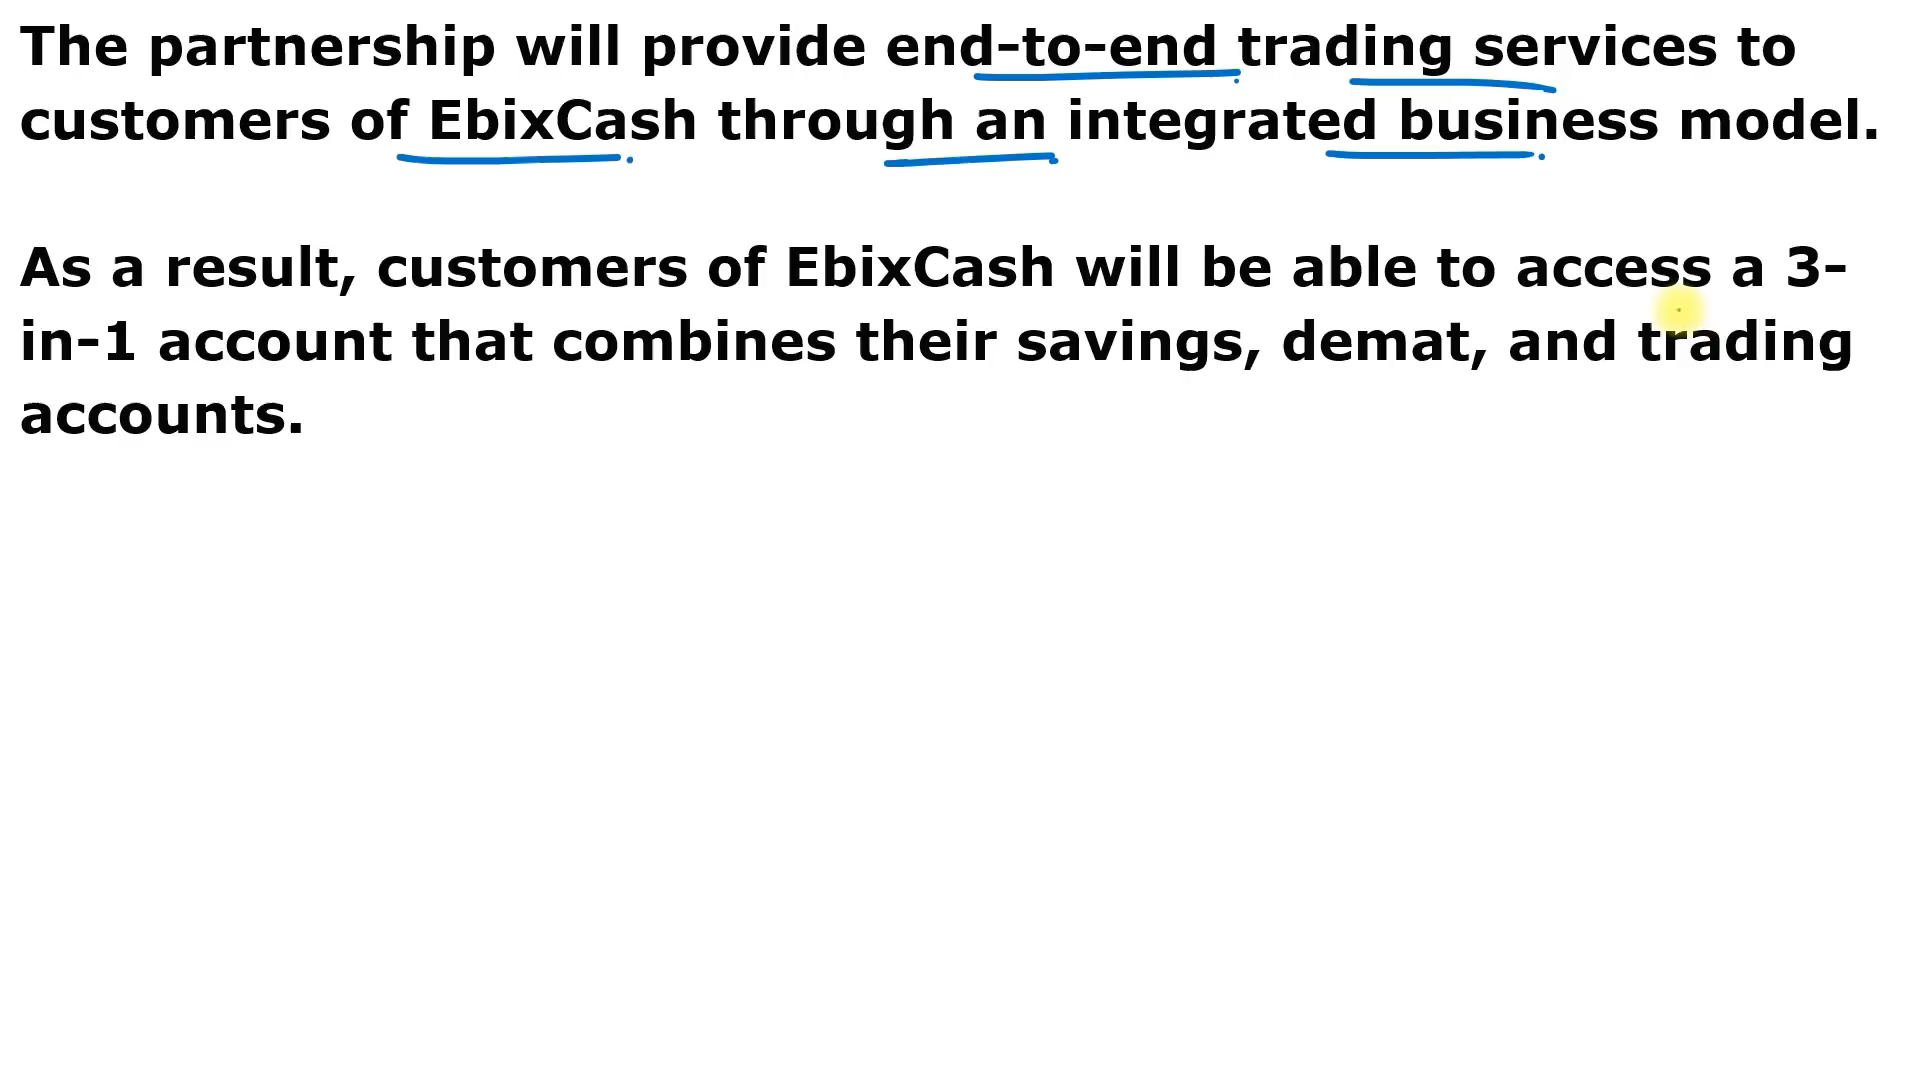 The partnership will provide end-to-end trading services to
customers of EbixCash through an integrated business model.
As a result, customers of EbixCash will be able to access a 3-
in-1 account that combines their savings, demat, and trading
accounts.